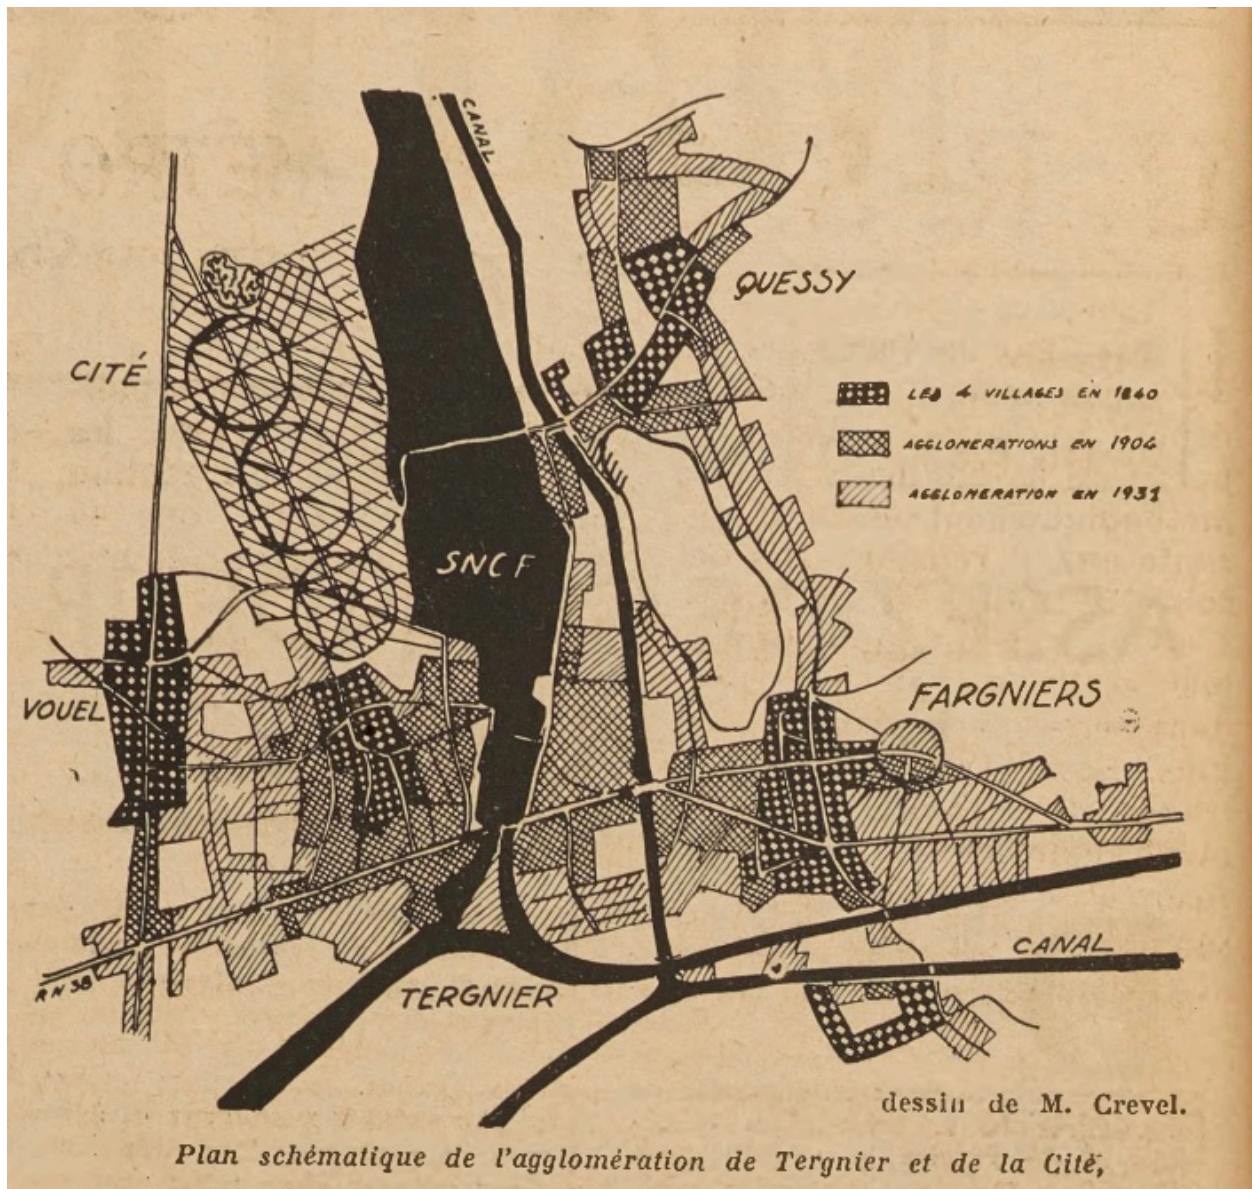 CANAL
QUESSY
CITÉ
LES 4 VILLAGES EN 1840
AGGLOMERATIONS EN 1904
AGGLOMERATION EN 1931
SNCF
VOUEL
FARGNIERS
CANAL
RN 38
TERGNIER
dessin de M. Crevel.
Plan schématique de l'agglomération de Tergnier et de la Cité,